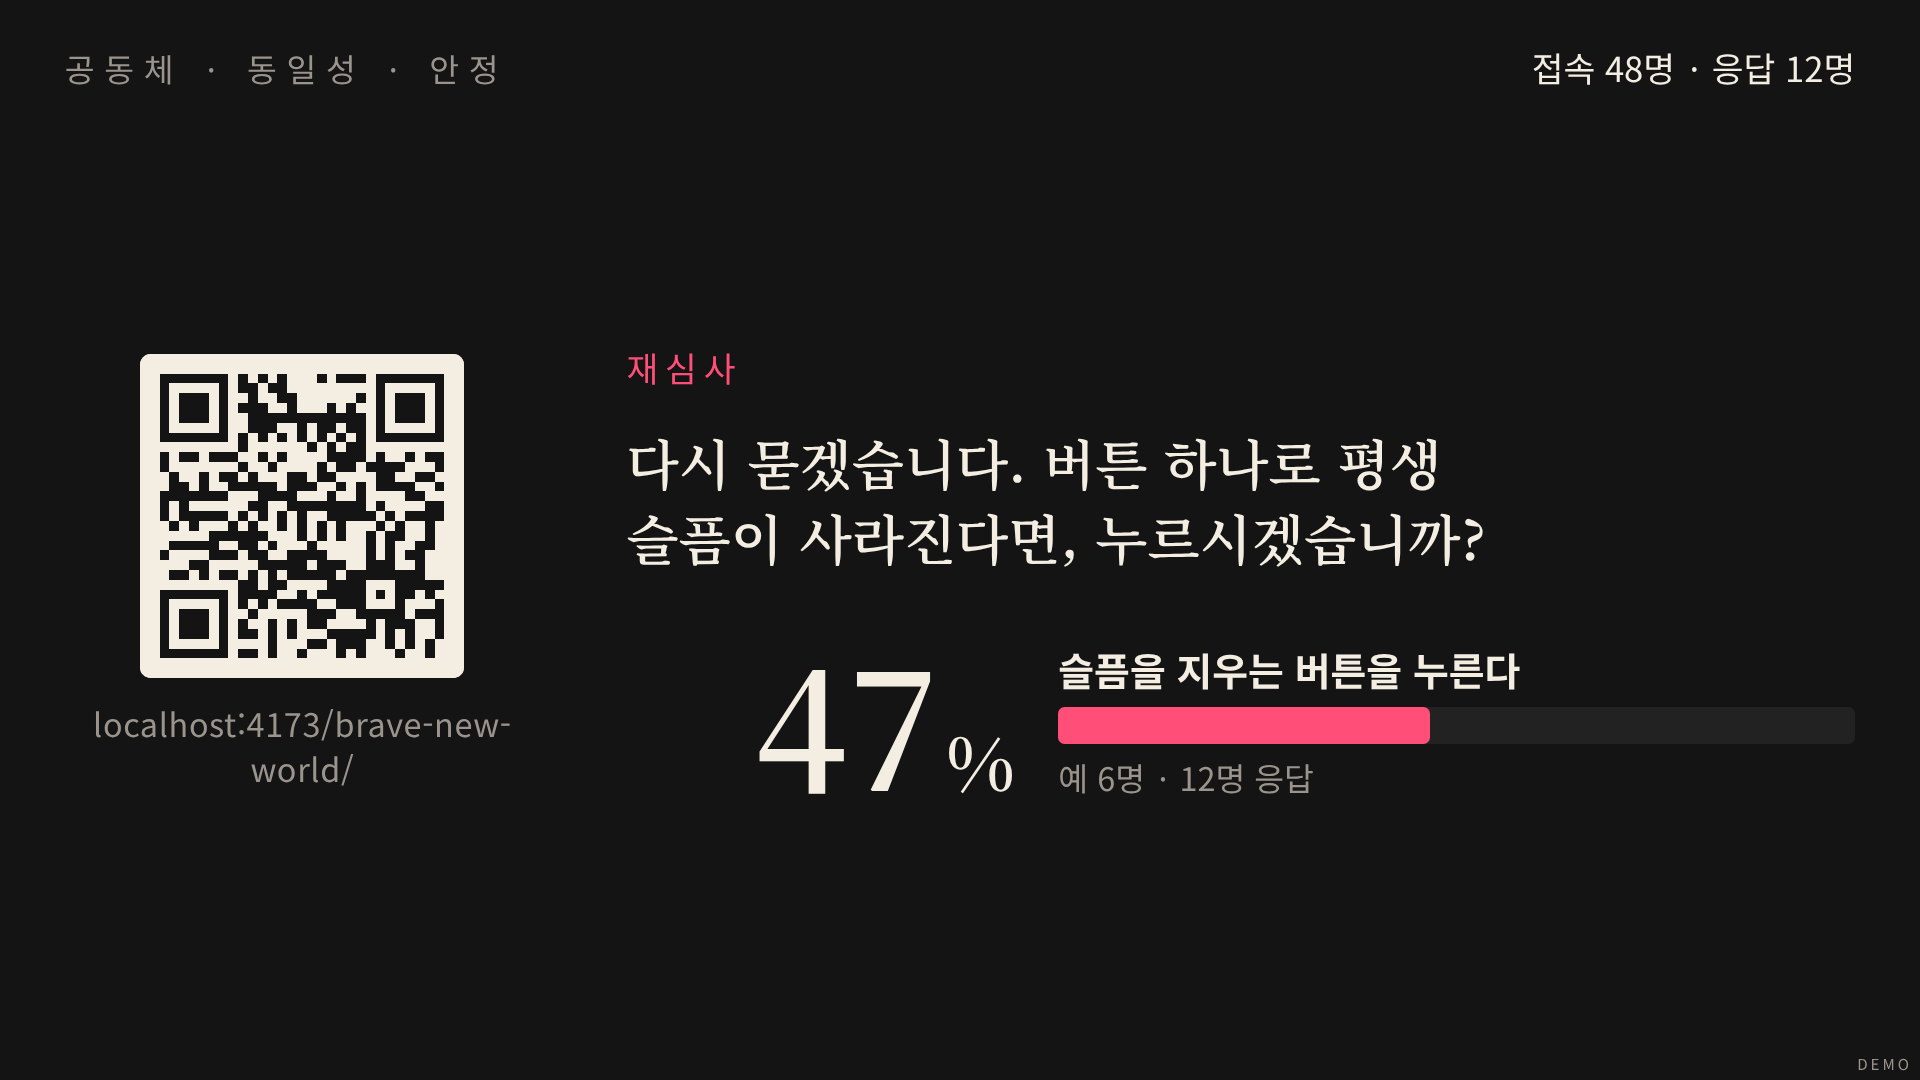 공동체 · 동일성 · 안정
접속 48명 · 응답 12명
재심사
다시 묻겠습니다. 버튼 하나로 평생
슬픔이 사라진다면, 누르시겠습니까?
47%
슬픔을 지우는 버튼을 누른다
예 6명 · 12명 응답
localhost:4173/brave-new-
world/
DEMO